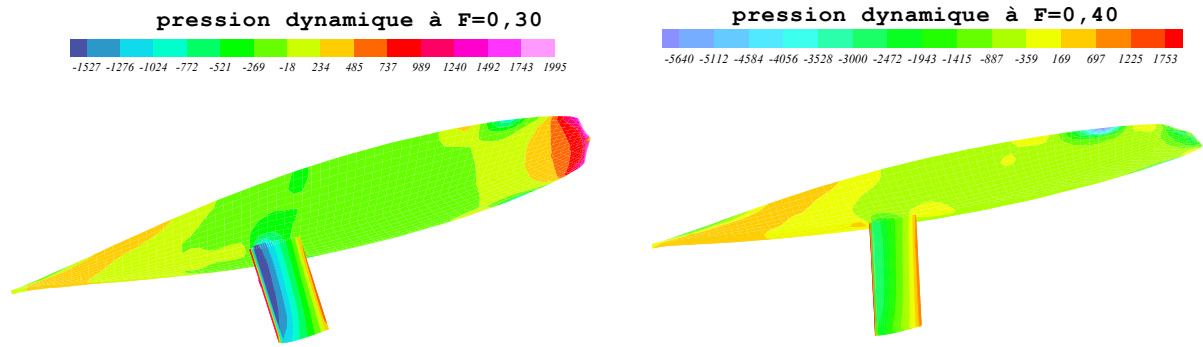 pression dynamique à F=0,30
-1527 -1276 -1024 -772 -521 -269 -18 234 485 737 989 1240 1492 1743 1995
pression dynamique à F=0,40
-5640 -5112 -4584 -4056 -3528 -3000 -2472 -1943 -1415 -887 -359 169 697 1225 1753